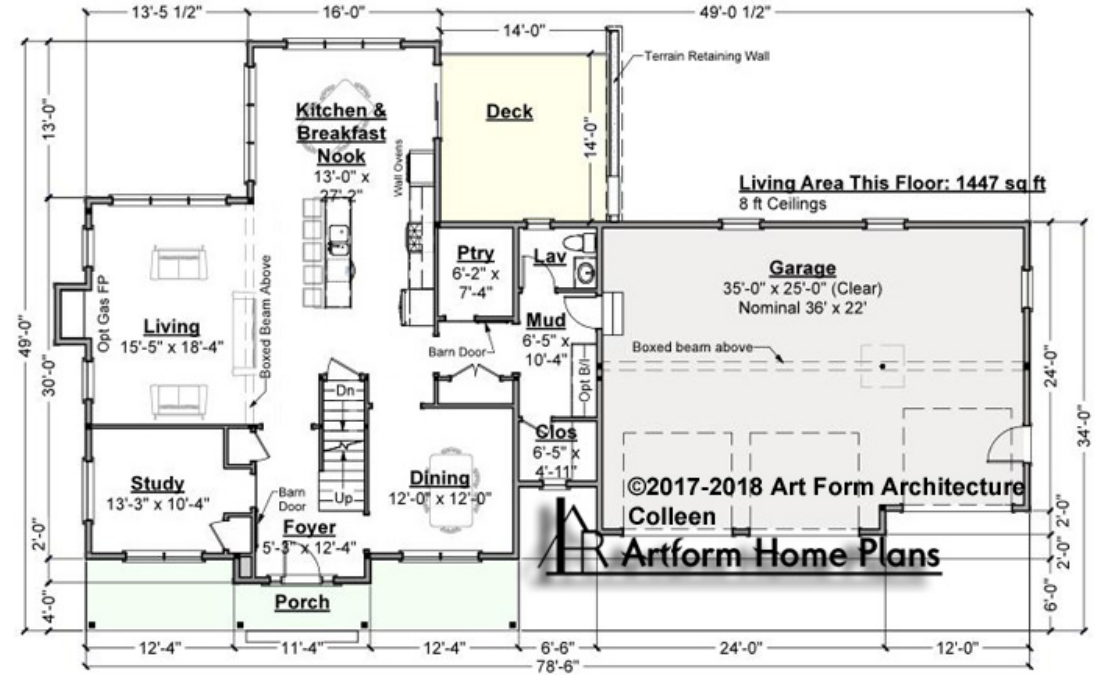 13'-5 1/2"
16'-0"
49'-0 1/2"
14'-0"
Terrain Retaining Wall
13'-0"
Kitchen &
Breakfast
Nook
13'-0" x
27'-2"
Wall Ovens
Deck
14'-0"
Living Area This Floor: 1447 sq ft
8 ft Ceilings
Ptry
6'-2" x
7'-4"
Lav
Garage
35'-0" x 25'-0" (Clear)
Nominal 36' x 22'
Opt Gas FP
Living
15'-5" x 18'-4"
Boxed Beam Above
Mud
6'-5" x
10'-4"
Barn Door
Opt B/I
Boxed beam above
49'-0"
30'-0"
24'-0"
34'-0"
Dn
Up
Clos
6'-5" x
4'-11"
Study
13'-3" x 10'-4"
Dining
12'-0" x 12'-0"
Barn
Door
Foyer
5'-3" x 12'-4"
©2017-2018 Art Form Architecture
Colleen
Artform Home Plans
2'-0"
2'-0"
2'-0"
4'-0"
Porch
6'-0"
12'-4"
11'-4"
12'-4"
6'-6"
24'-0"
12'-0"
78'-6"